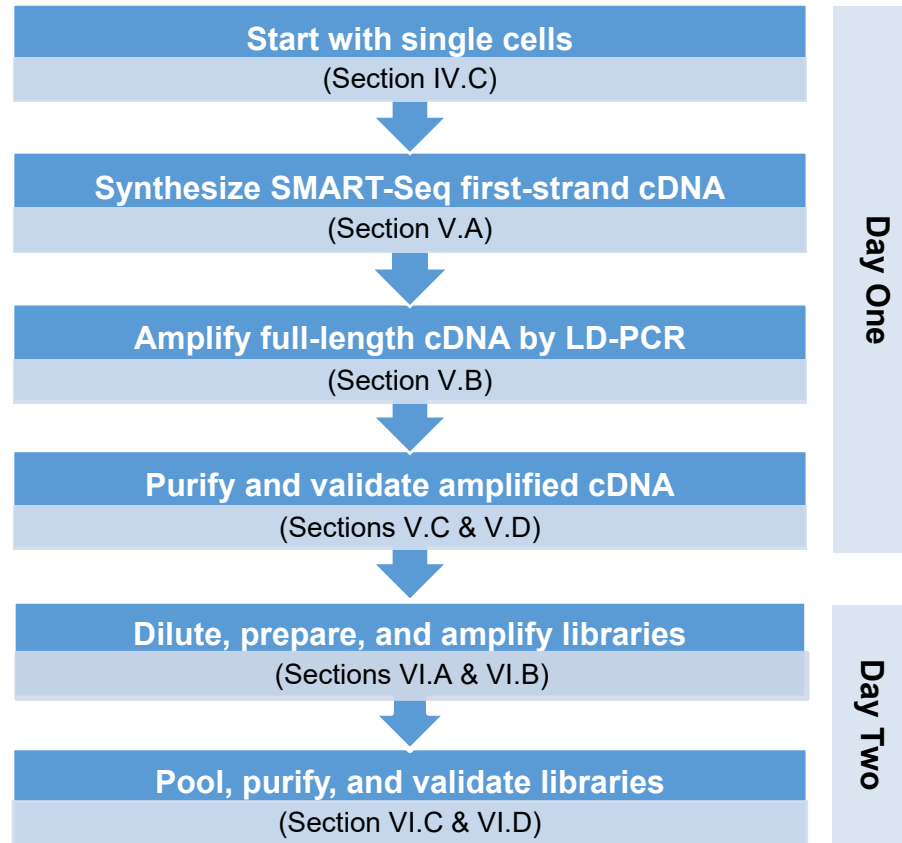 Start with single cells
(Section IV.C)
Synthesize SMART-Seq first-strand cDNA
(Section V.A)
Amplify full-length cDNA by LD-PCR
(Section V.B)
Purify and validate amplified cDNA
(Sections V.C & V.D)
Day One
Dilute, prepare, and amplify libraries
(Sections VI.A & VI.B)
Pool, purify, and validate libraries
(Section VI.C & VI.D)
Day Two